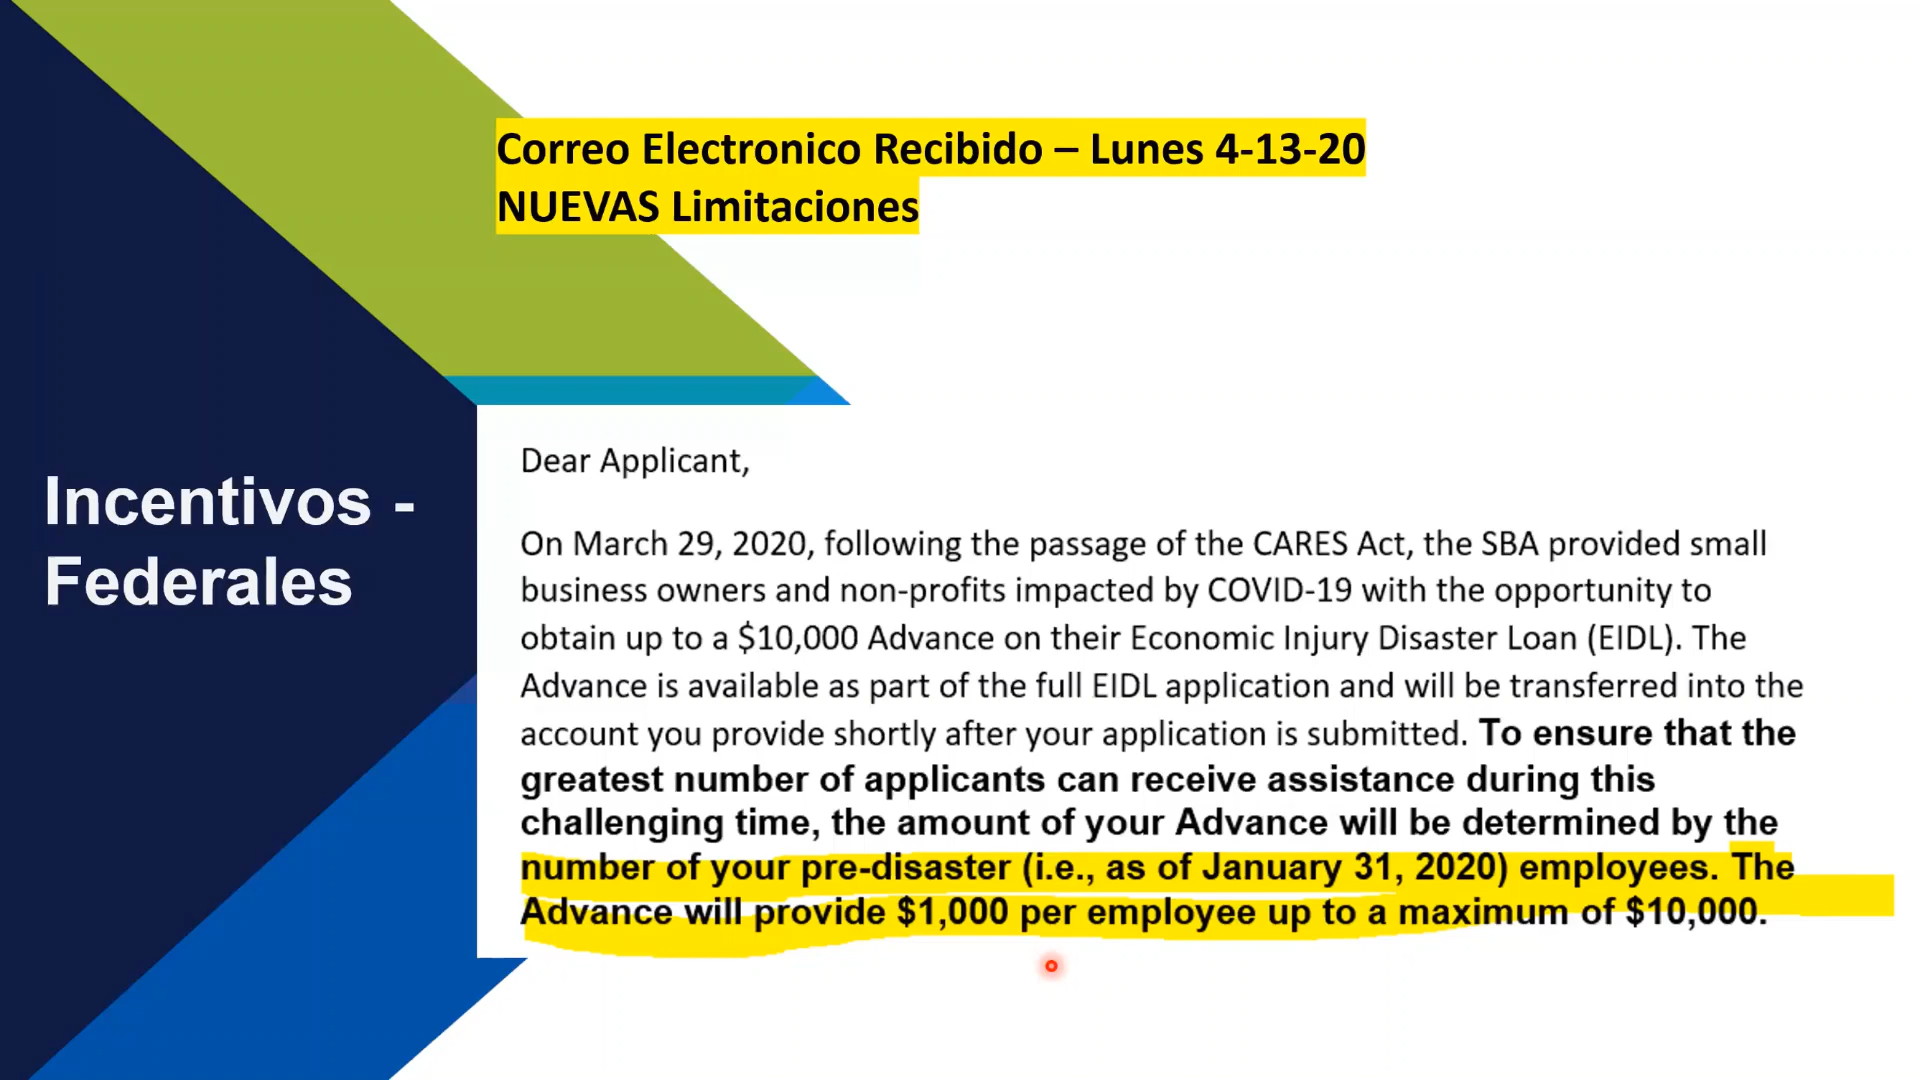 Correo Electronico Recibido – Lunes 4-13-20
NUEVAS Limitaciones
Incentivos -
Federales
Dear Applicant,
On March 29, 2020, following the passage of the CARES Act, the SBA provided small
business owners and non-profits impacted by COVID-19 with the opportunity to
obtain up to a $10,000 Advance on their Economic Injury Disaster Loan (EIDL). The
Advance is available as part of the full EIDL application and will be transferred into the
account you provide shortly after your application is submitted. To ensure that the
greatest number of applicants can receive assistance during this
challenging time, the amount of your Advance will be determined by the
number of your pre-disaster (i.e., as of January 31, 2020) employees. The
Advance will provide $1,000 per employee up to a maximum of $10,000.